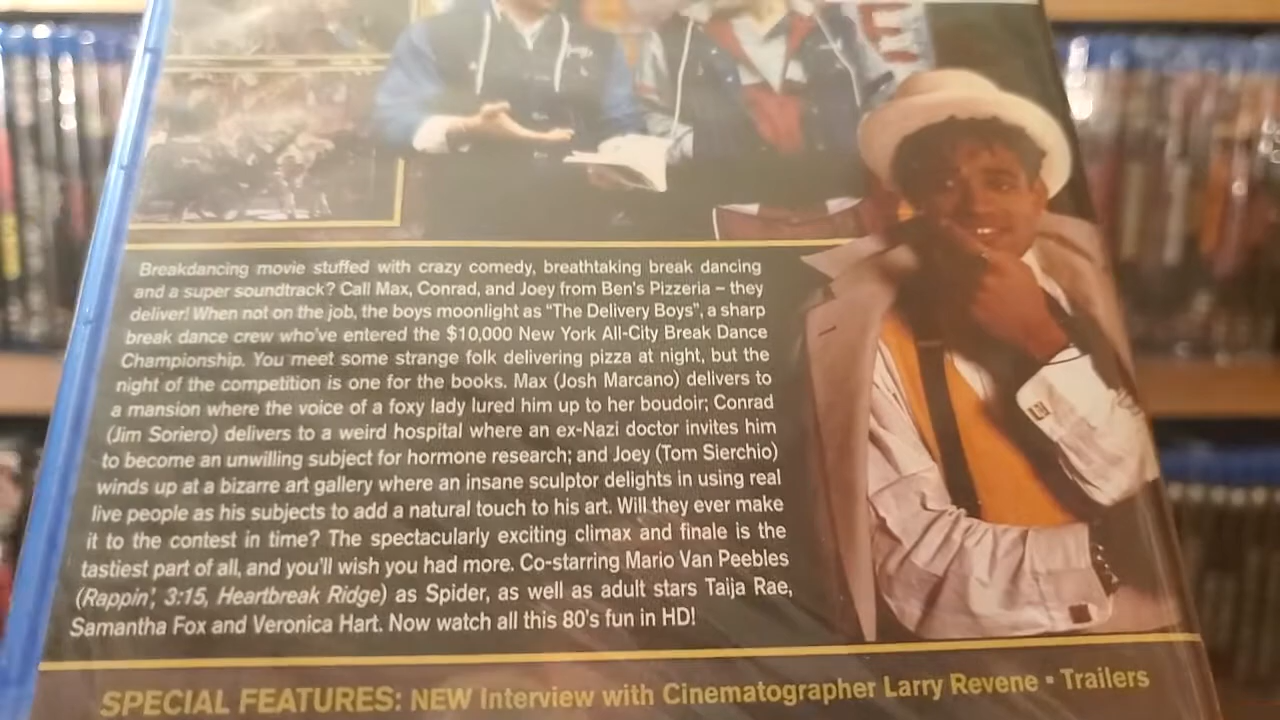 E
Breakdancing movie stuffed with crazy comedy, breathtaking break dancing
and a super soundtrack? Call Max, Conrad, and Joey from Ben's Pizzeria – they
deliver! When not on the job, the boys moonlight as "The Delivery Boys", a sharp
break dance crew who've entered the $10,000 New York All-City Break Dance
Championship. You meet some strange folk delivering pizza at night, but the
night of the competition is one for the books. Max (Josh Marcano) delivers to
a mansion where the voice of a foxy lady lured him up to her boudoir; Conrad
(Jim Soriero) delivers to a weird hospital where an ex-Nazi doctor invites him
to become an unwilling subject for hormone research; and Joey (Tom Sierchio)
winds up at a bizarre art gallery where an insane sculptor delights in using real
live people as his subjects to add a natural touch to his art. Will they ever make
it to the contest in time? The spectacularly exciting climax and finale is the
tastiest part of all, and you'll wish you had more. Co-starring Mario Van Peebles
(Rappin', 3:15, Heartbreak Ridge) as Spider, as well as adult stars Taija Rae,
Samantha Fox and Veronica Hart. Now watch all this 80's fun in HD!
SPECIAL FEATURES: NEW Interview with Cinematographer Larry Revene • Trailers